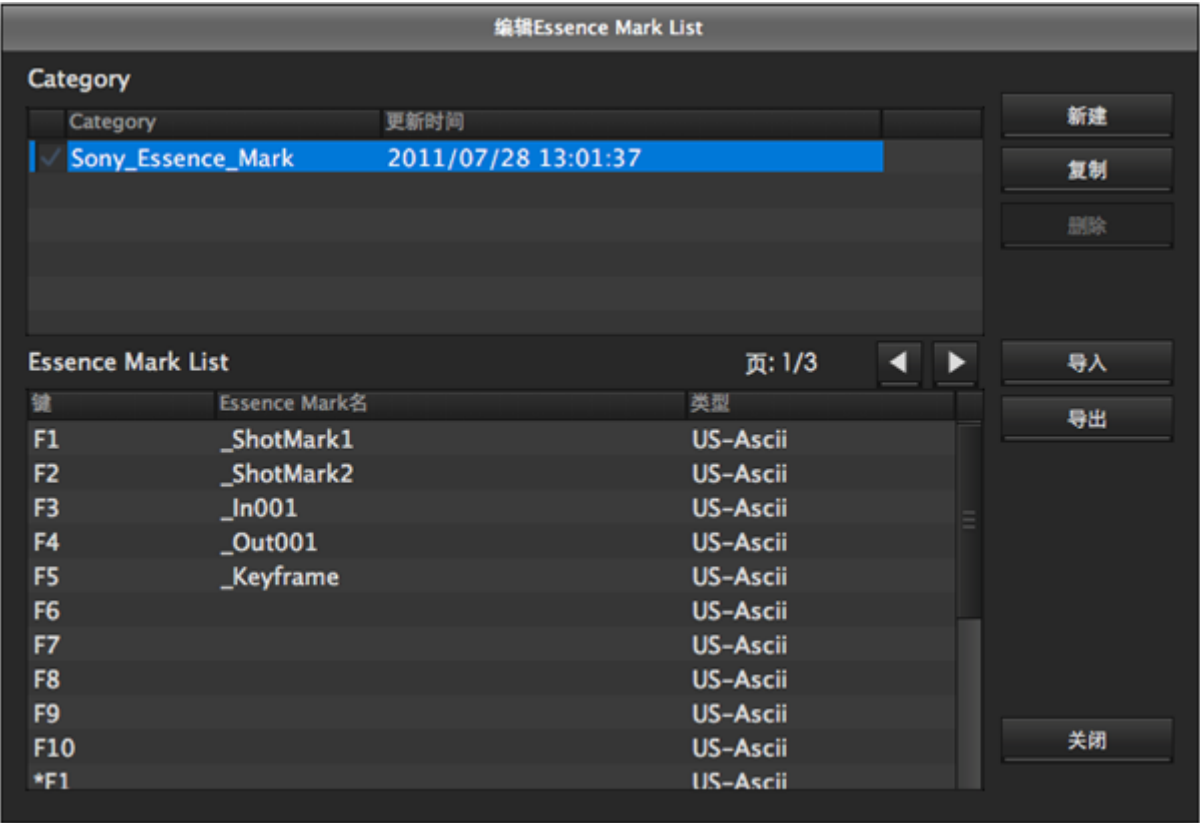 编辑Essence Mark List
Category
Category 更新时间
Sony_Essence_Mark 2011/07/28 13:01:37
新建
复制
删除
Essence Mark List 页: 1/3
导入
导出
键 Essence Mark名 类型
F1 _ShotMark1 US-Ascii
F2 _ShotMark2 US-Ascii
F3 _In001 US-Ascii
F4 _Out001 US-Ascii
F5 _Keyframe US-Ascii
F6 US-Ascii
F7 US-Ascii
F8 US-Ascii
F9 US-Ascii
F10 US-Ascii
*F1 US-Ascii
关闭